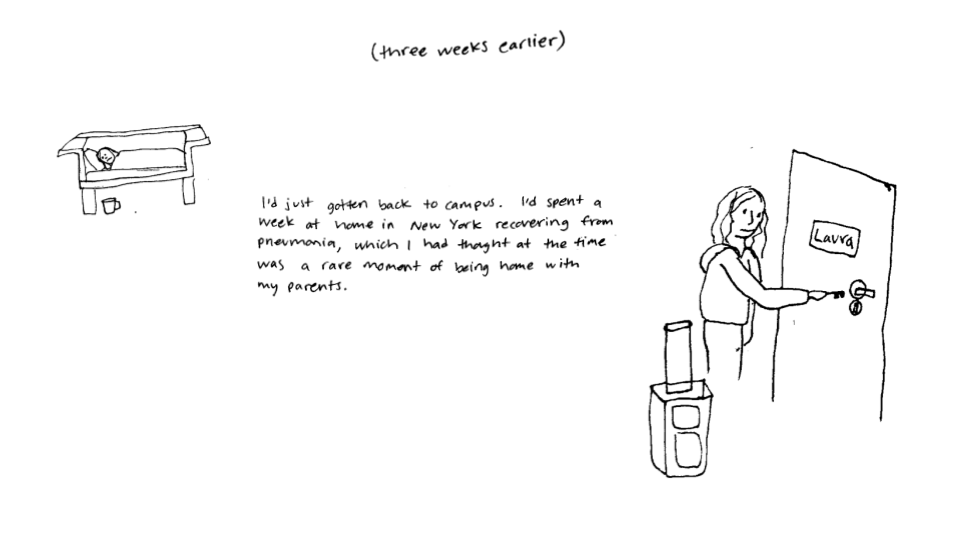 (three weeks earlier)
I'd just gotten back to campus. I'd spent a
week at home in New York recovering from
pneumonia, which I had thought at the time
was a rare moment of being home with
my parents.
Laura